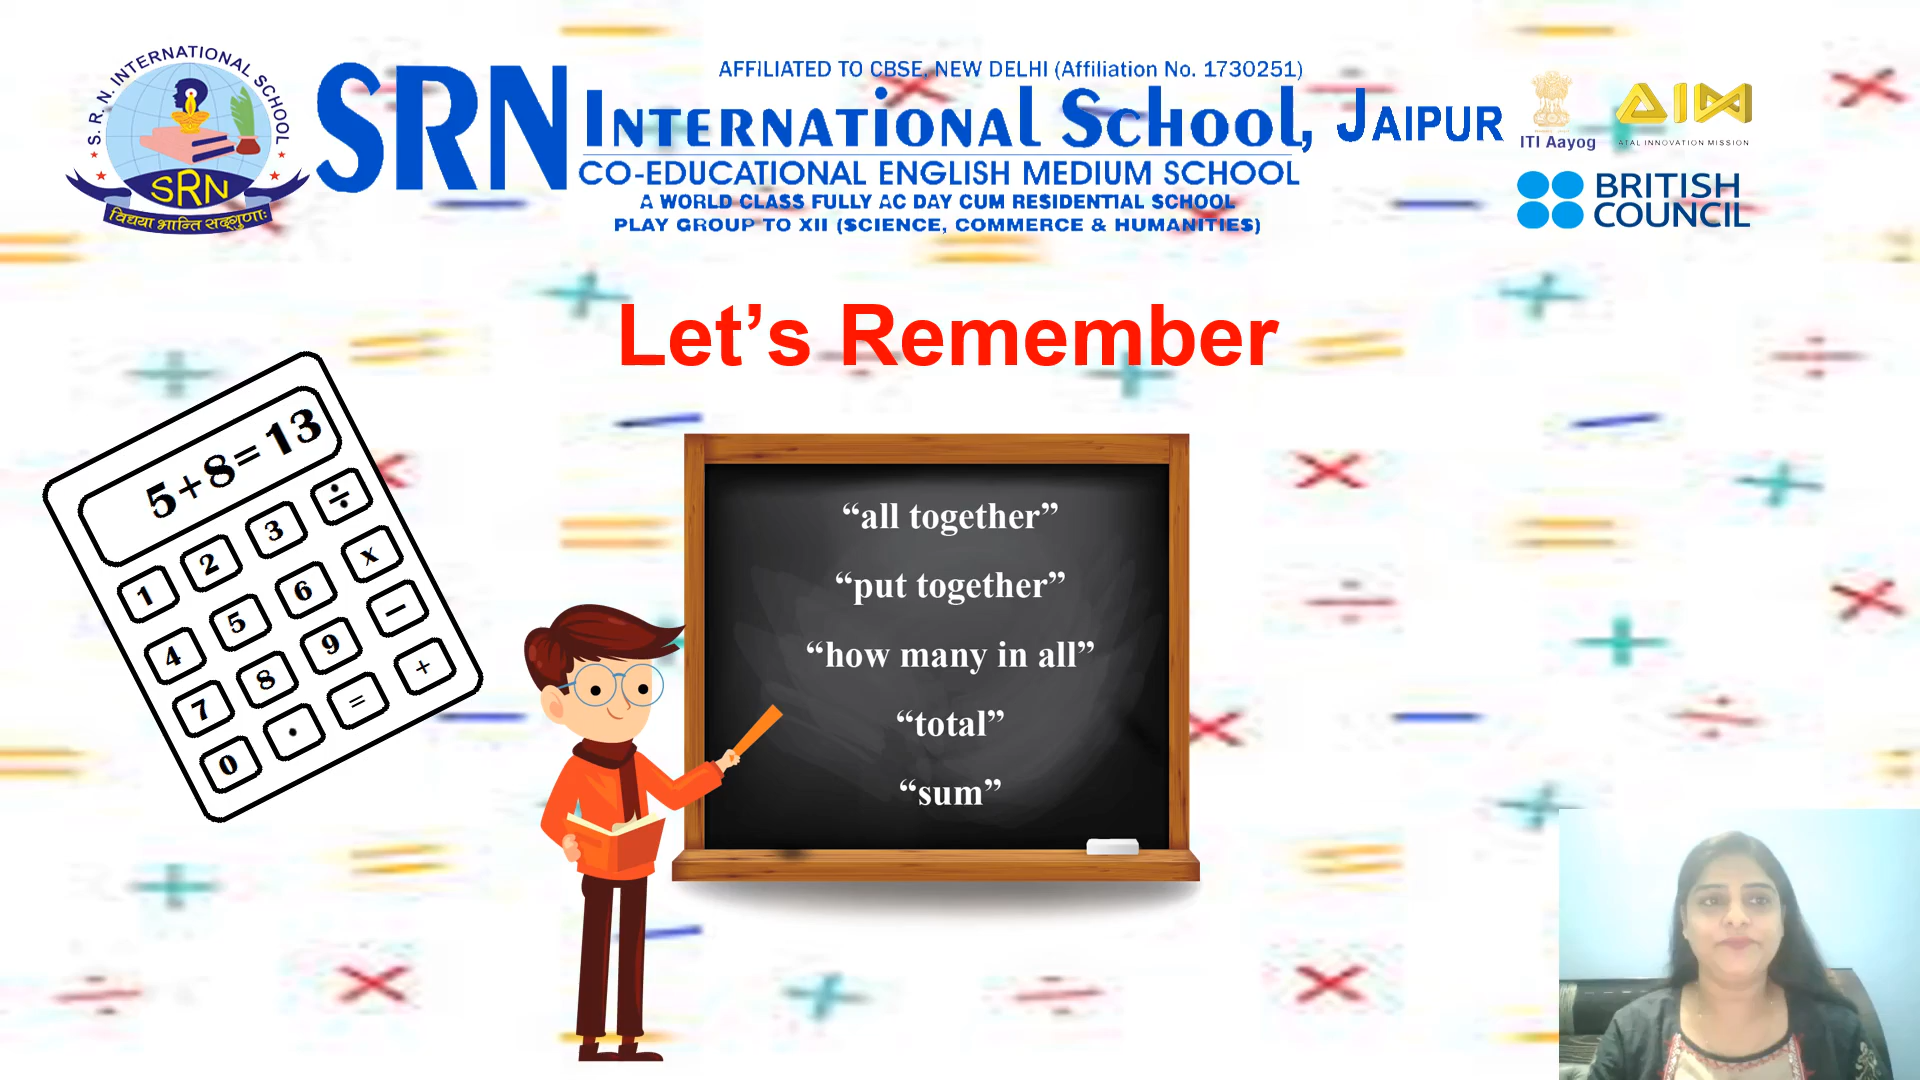 S. R. N. INTERNATIONAL SCHOOL
SRN
विद्यया भान्ति सद्गुणाः
AFFILIATED TO CBSE, NEW DELHI (Affiliation No. 1730251)
SRN INTERNATIONAL SCHOOL, JAIPUR
CO-EDUCATIONAL ENGLISH MEDIUM SCHOOL
A WORLD CLASS FULLY AC DAY CUM RESIDENTIAL SCHOOL
PLAY GROUP TO XII (SCIENCE, COMMERCE & HUMANITIES)
ITI Aayog
AIM
ATAL INNOVATION MISSION
BRITISH
COUNCIL
Let’s Remember
5+8=13
1 2 3 ÷
4 5 6 x
7 8 9 −
0 . = +
“all together”
“put together”
“how many in all”
“total”
“sum”